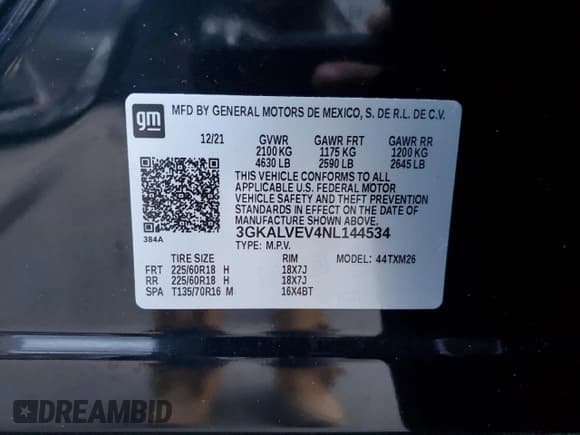 gm MFD BY GENERAL MOTORS DE MEXICO, S. DE R.L. DE C.V.
12/21 GVWR GAWR FRT GAWR RR
2100 KG 1175 KG 1200 KG
4630 LB 2590 LB 2645 LB
THIS VEHICLE CONFORMS TO ALL
APPLICABLE U.S. FEDERAL MOTOR
VEHICLE SAFETY AND THEFT PREVENTION
STANDARDS IN EFFECT ON THE DATE OF
MANUFACTURE SHOWN ABOVE.
3B4A 3GKALVEV4NL144534
TYPE: M.P.V.
TIRE SIZE RIM MODEL: 44TXM26
FRT 225/60R18 H 18X7J
RR 225/60R18 H 18X7J
SPA T135/70R16 M 16X4BT
DREAMBID